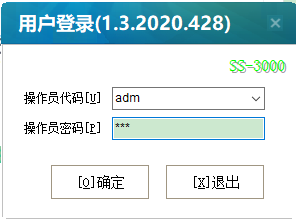 用户登录(1.3.2020.428)
SS-3000
操作员代码[U] adm
操作员密码[P] ***
[O]确定 [X]退出